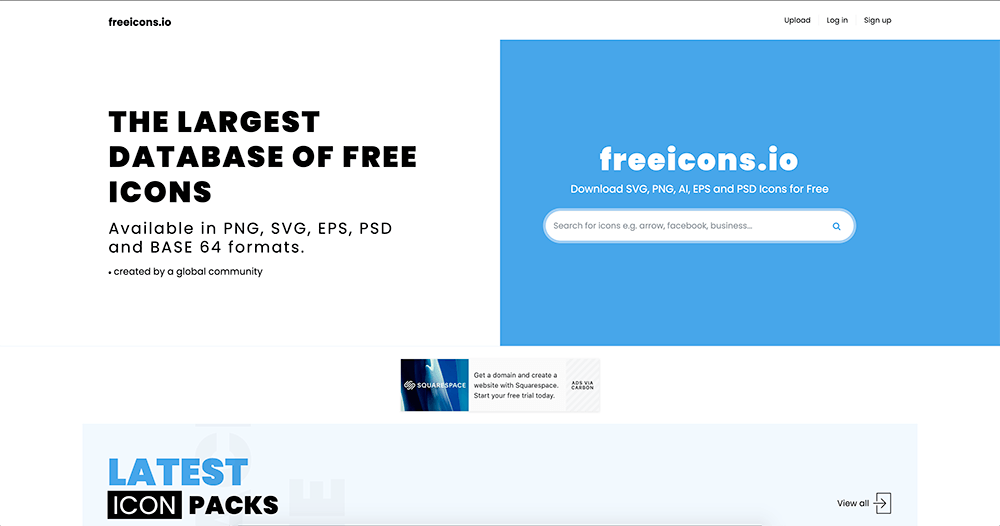 freeicons.io
Upload
Log in
Sign up
THE LARGEST
DATABASE OF FREE
ICONS
Available in PNG, SVG, EPS, PSD
and BASE 64 formats.
• created by a global community
freeicons.io
Download SVG, PNG, AI, EPS and PSD Icons for Free
Search for icons e.g. arrow, facebook, business...
SQUARESPACE
Get a domain and create a
website with Squarespace.
Start your free trial today.
ADS VIA
CARBON
LATEST
ICON PACKS
View all